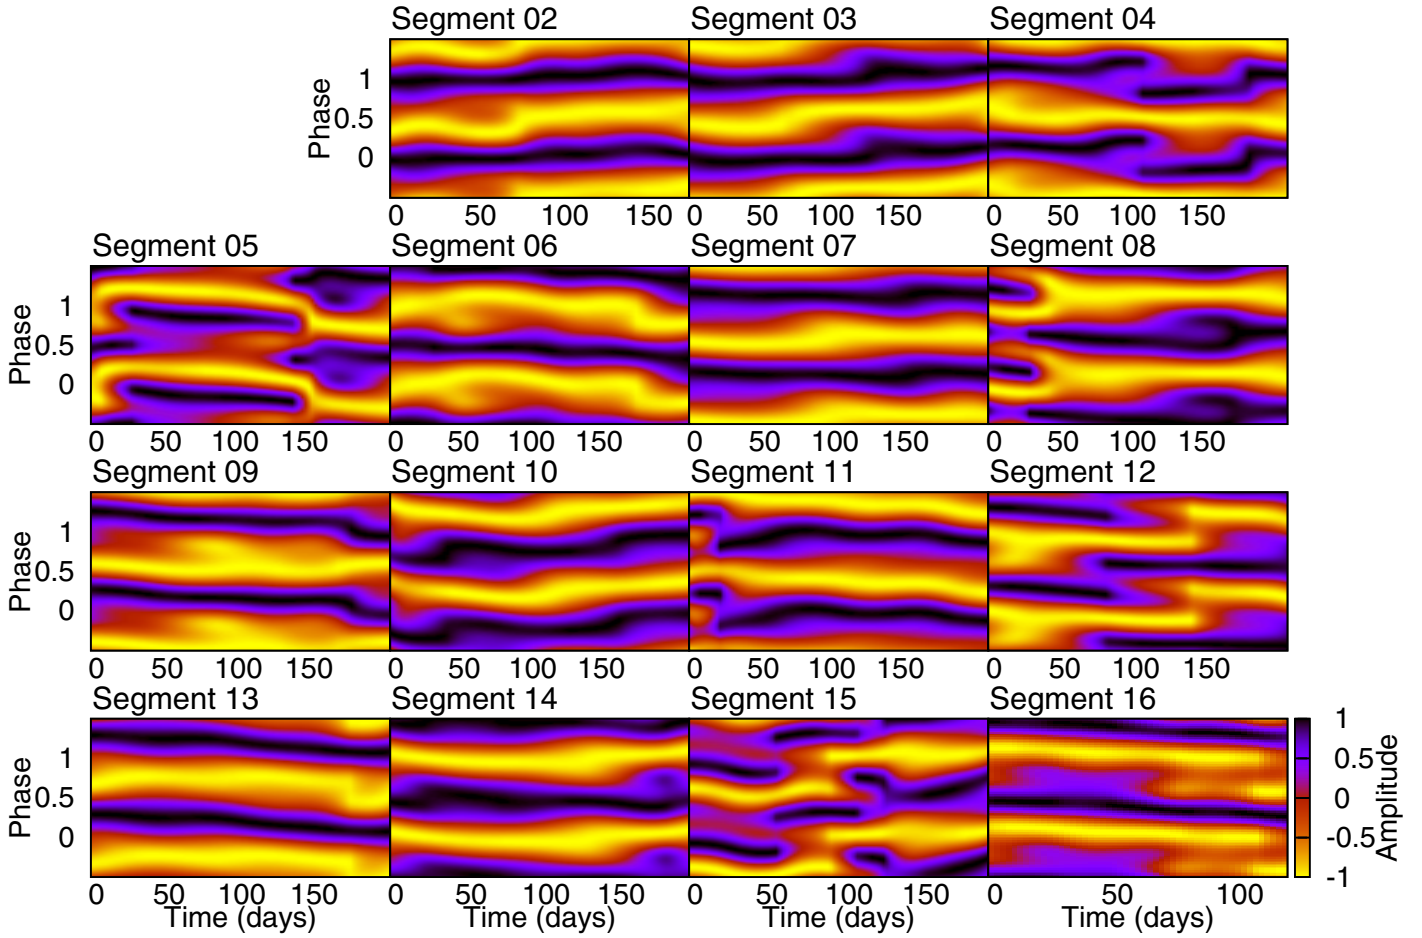 Segment 02 Segment 03 Segment 04
Phase 1 0.5 0
0 50 100 150 0 50 100 150 0 50 100 150
Segment 05 Segment 06 Segment 07 Segment 08
Phase 1 0.5 0
0 50 100 150 0 50 100 150 0 50 100 150 0 50 100 150
Segment 09 Segment 10 Segment 11 Segment 12
Phase 1 0.5 0
0 50 100 150 0 50 100 150 0 50 100 150 0 50 100 150
Segment 13 Segment 14 Segment 15 Segment 16
Phase 1 0.5 0
1 0.5 0 -0.5 -1 Amplitude
0 50 100 150 0 50 100 150 0 50 100 150 0 50 100
Time (days) Time (days) Time (days) Time (days)